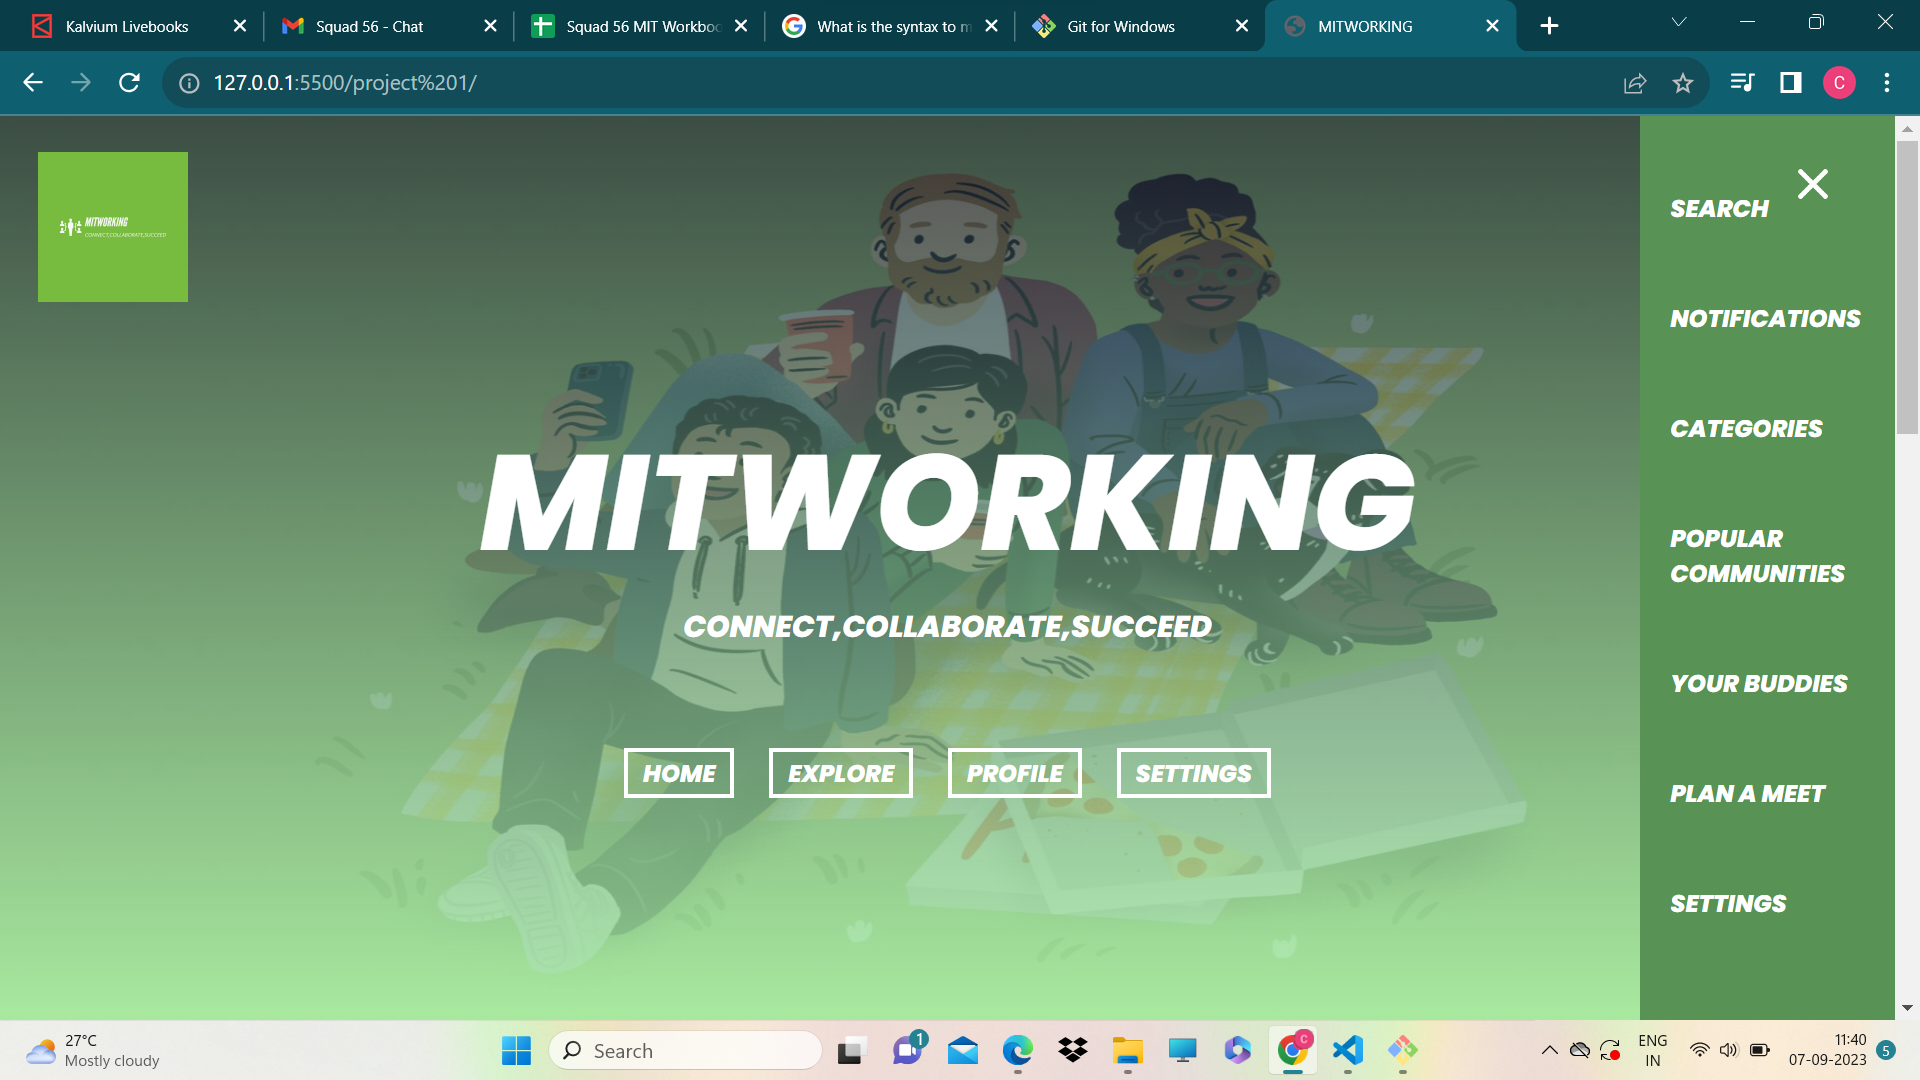 Kalvium Livebooks
Squad 56 - Chat
Squad 56 MIT Workboo
What is the syntax to m
Git for Windows
MITWORKING
127.0.0.1:5500/project%201/
C
MITWORKING
CONNECT,COLLABORATE,SUCCEED
SEARCH
NOTIFICATIONS
CATEGORIES
POPULAR
COMMUNITIES
YOUR BUDDIES
PLAN A MEET
SETTINGS
MITWORKING
CONNECT,COLLABORATE,SUCCEED
HOME
EXPLORE
PROFILE
SETTINGS
27°C
Mostly cloudy
Search
1
C
ENG
IN
11:40
07-09-2023
5